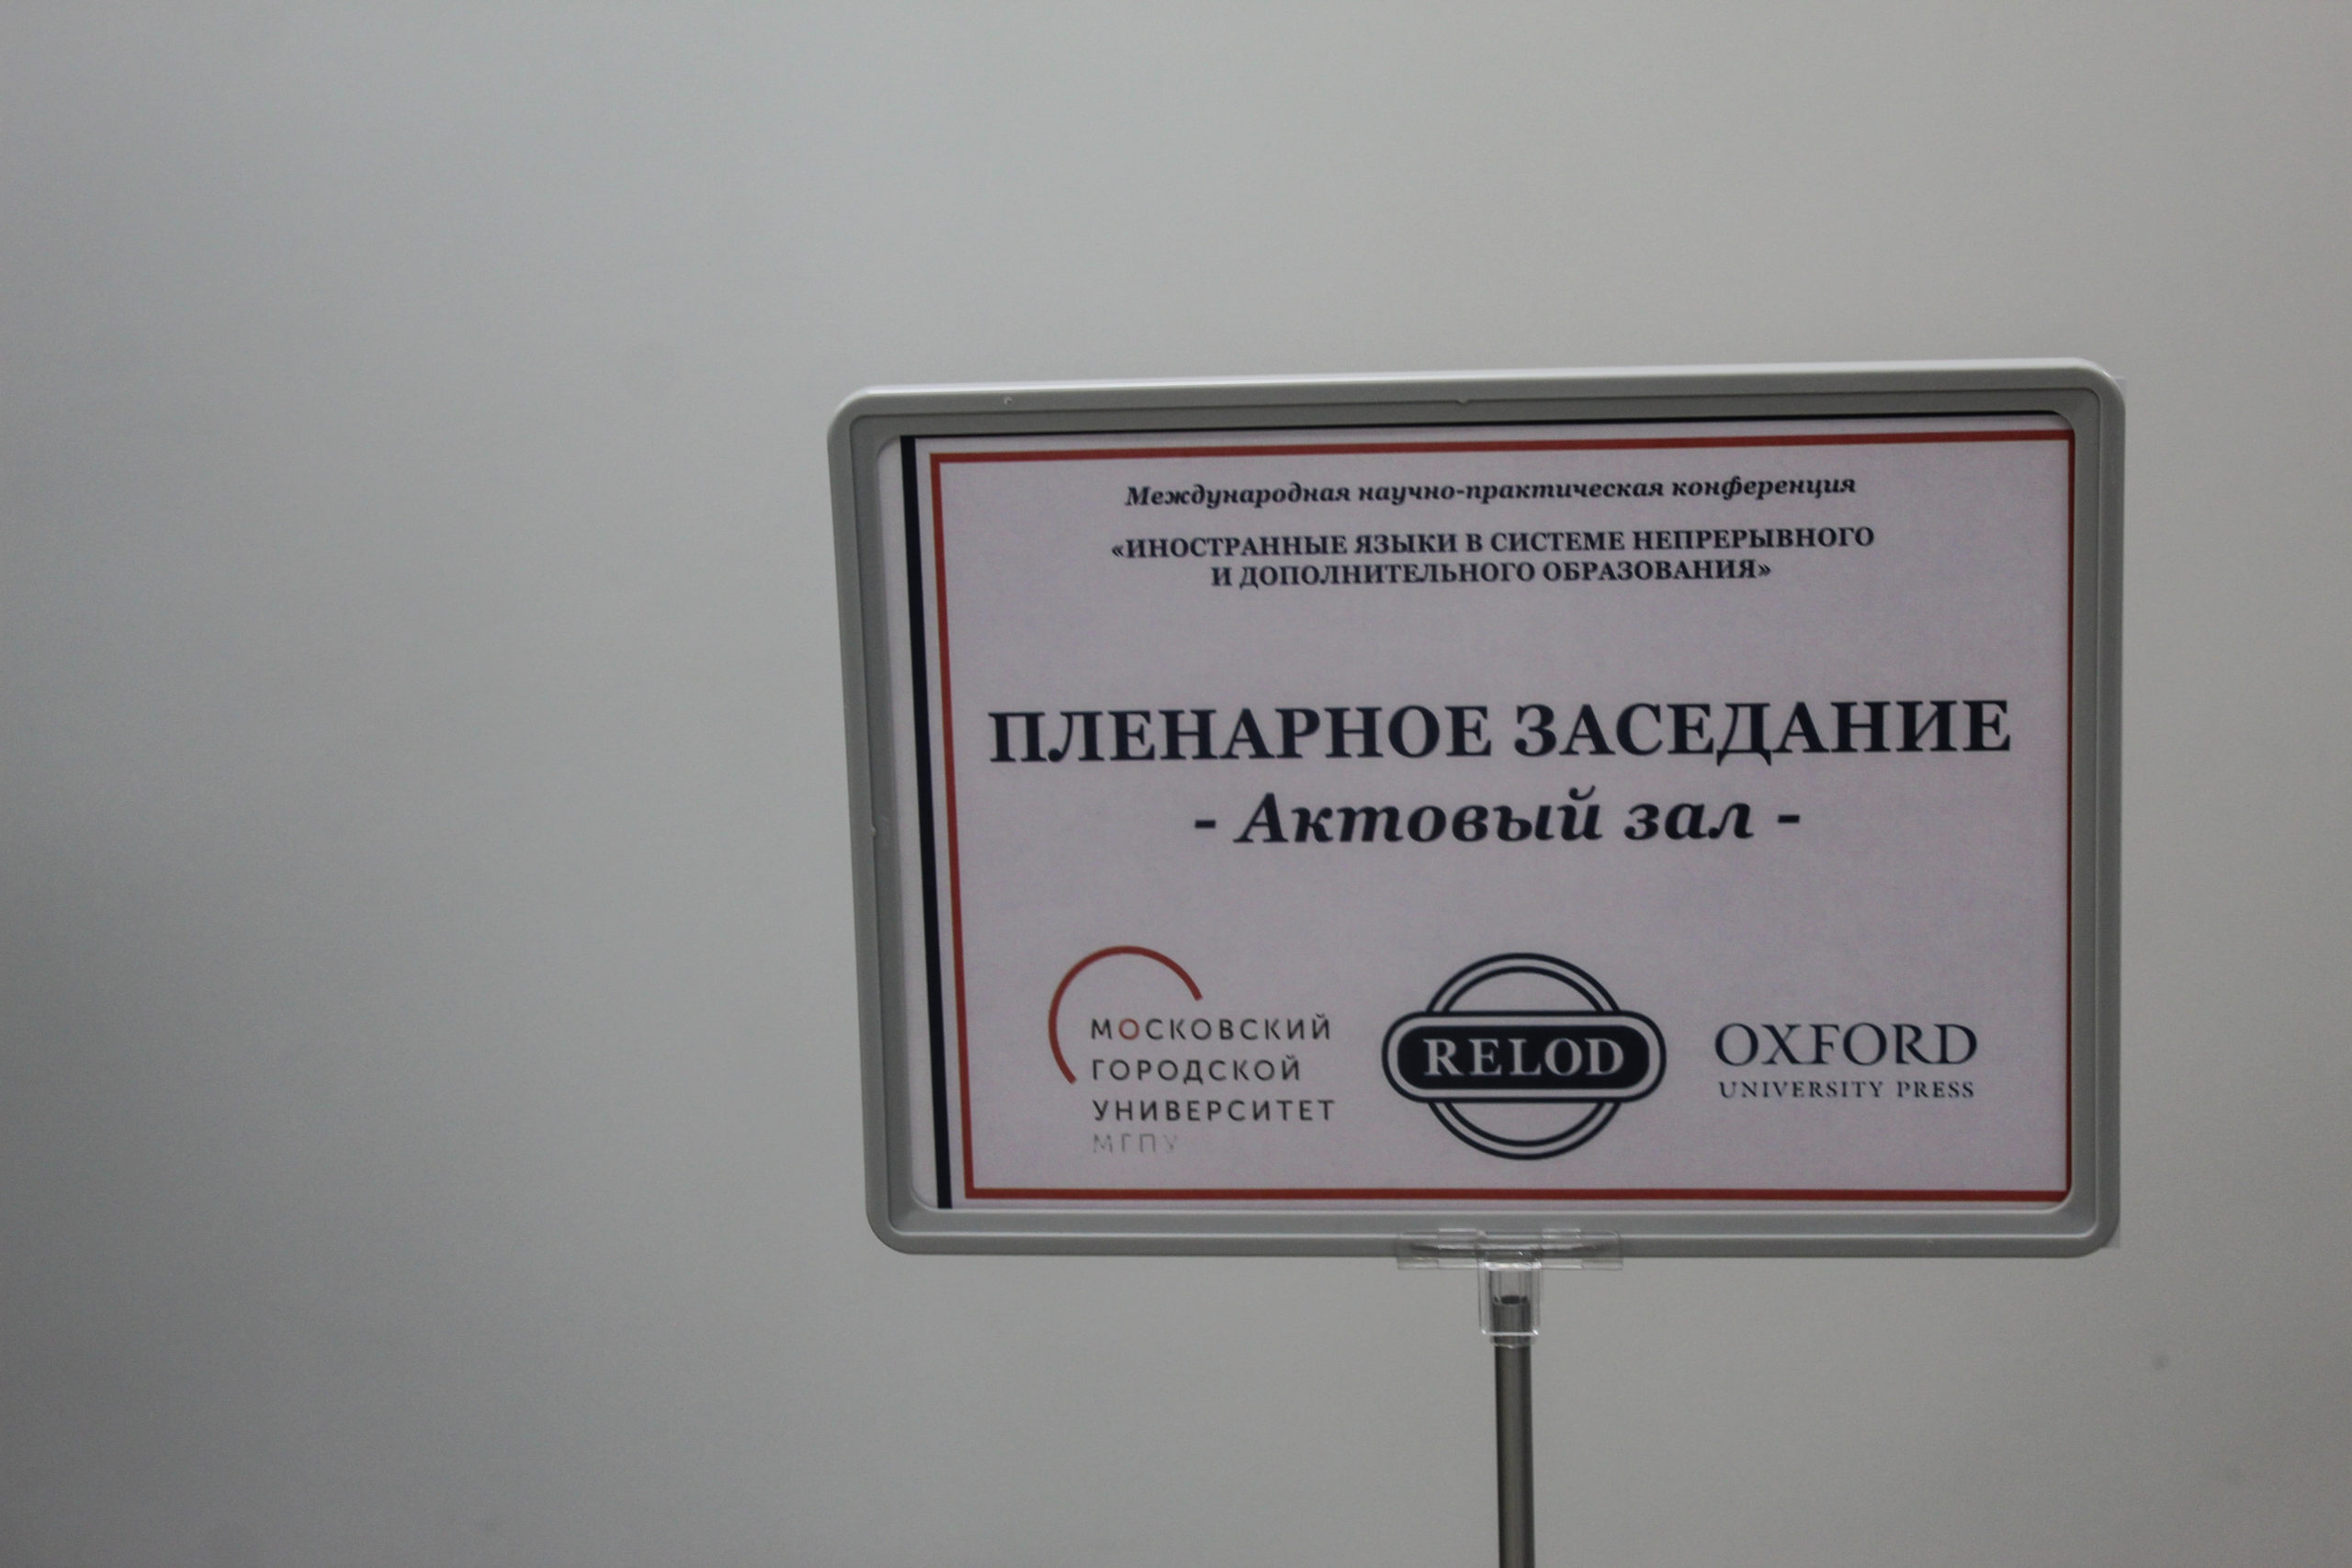 Международная научно-практическая конференция
«ИНОСТРАННЫЕ ЯЗЫКИ В СИСТЕМЕ НЕПРЕРЫВНОГО
И ДОПОЛНИТЕЛЬНОГО ОБРАЗОВАНИЯ»
ПЛЕНАРНОЕ ЗАСЕДАНИЕ
- Актовый зал -
МОСКОВСКИЙ
ГОРОДСКОЙ
УНИВЕРСИТЕТ
МГПУ
RELOD
OXFORD
UNIVERSITY PRESS